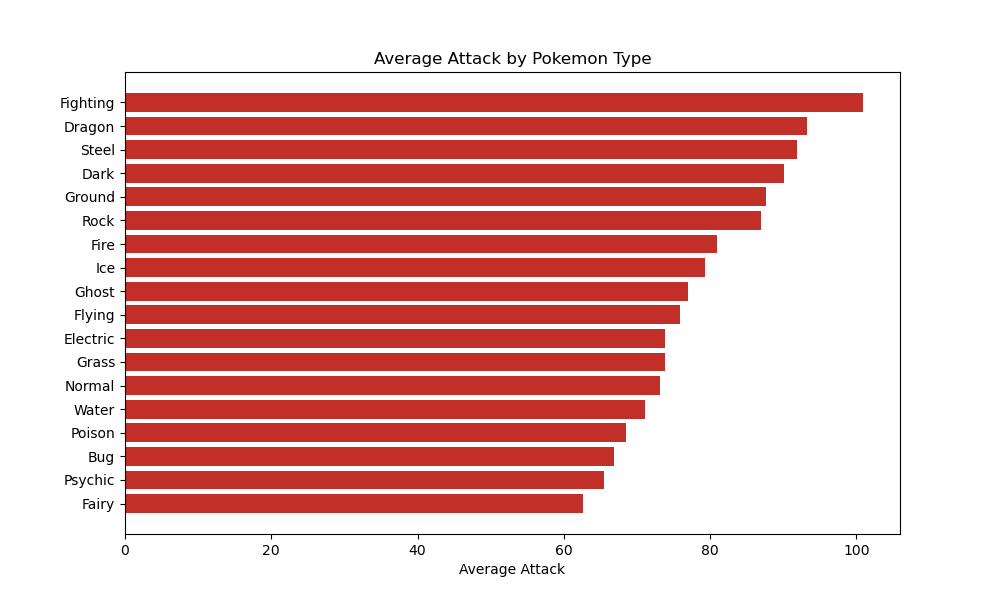 Average Attack by Pokemon Type
Fighting
Dragon
Steel
Dark
Ground
Rock
Fire
Ice
Ghost
Flying
Electric
Grass
Normal
Water
Poison
Bug
Psychic
Fairy
0 20 40 60 80 100
Average Attack